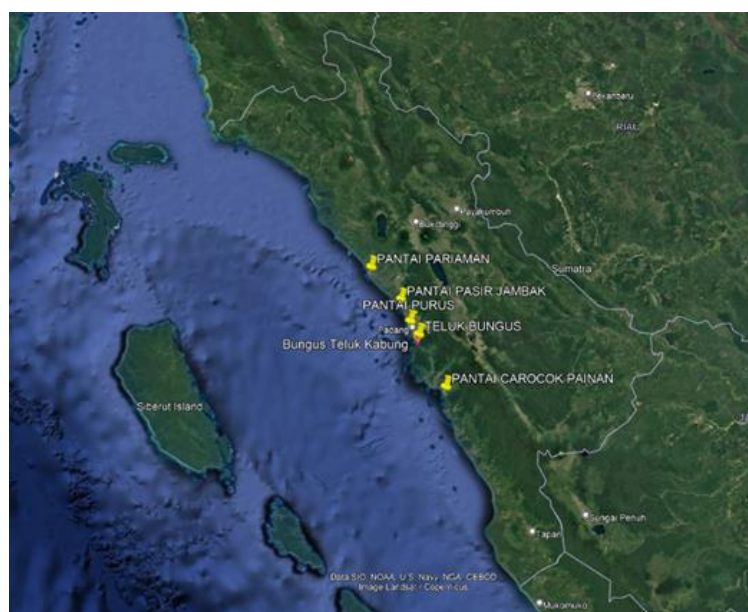 Pekanbaru
RIAU
Payakumbuh
Bukittinggi
PANTAI PARIAMAN
Sumatra
PANTAI PASIR JAMBAK
PANTAI PURUS
Padang
TELUK BUNGUS
Bungus Teluk Kabung
PANTAI CAROCOK PAINAN
Siberut Island
Sungai Penuh
Tapan
Data SIO, NOAA, U.S. Navy, NGA, GEBCO
Image Landsat / Copernicus
Mukomuko